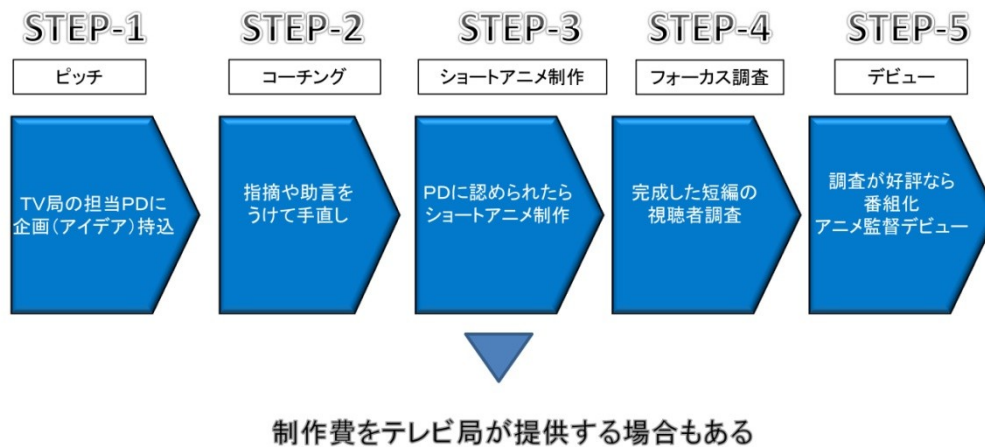 STEP-1
STEP-2
STEP-3
STEP-4
STEP-5
ピッチ
コーチング
ショートアニメ制作
フォーカス調査
デビュー
TV局の担当PDに
企画(アイデア)持込
指摘や助言を
うけて手直し
PDに認められたら
ショートアニメ制作
完成した短編の
視聴者調査
調査が好評なら
番組化
アニメ監督デビュー
制作費をテレビ局が提供する場合もある